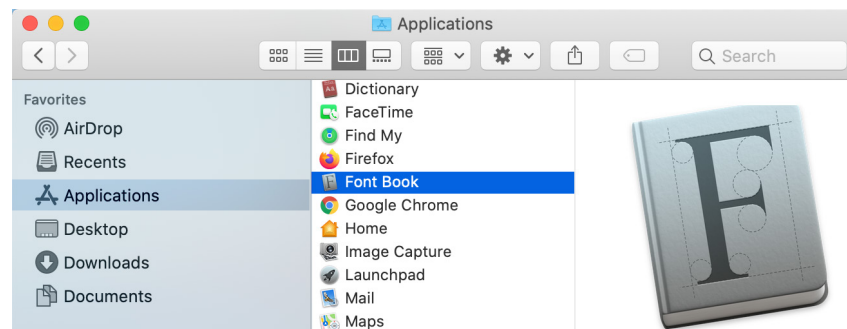 Applications
Search
Favorites
AirDrop
Recents
Applications
Desktop
Downloads
Documents
Dictionary
FaceTime
Find My
Firefox
Font Book
Google Chrome
Home
Image Capture
Launchpad
Mail
Maps
F